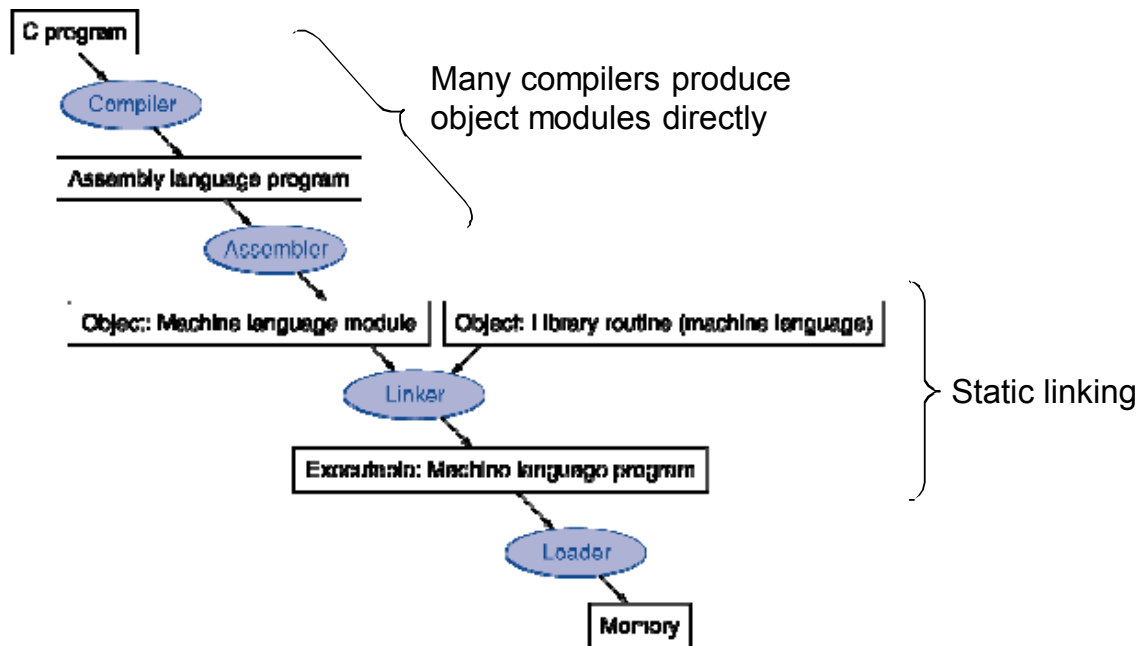 C program
Many compilers produce
object modules directly
Compiler
Assembly language program
Assembler
Object: Machine language module
Object: Library routine (machine language)
Linker
Static linking
Executable: Machine language program
Loader
Memory